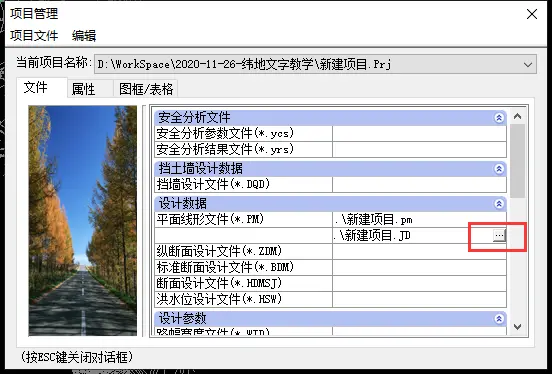 项目管理
项目文件 编辑
当前项目名称: D:\WorkSpace\2020-11-26-纬地文字教学\新建项目.Prj
文件 属性 图框/表格
安全分析文件
安全分析参数文件(*.ycs)
安全分析结果文件(*.yrs)
挡土墙设计数据
挡墙设计文件(*.DQD)
设计数据
平面线形文件(*.PM) .\新建项目.pm
.\新建项目.JD ...
纵断面设计文件(*.ZDM)
标准断面设计文件(*.BDM)
断面设计文件(*.HDMSJ)
洪水位设计文件(*.HSW)
设计参数
路幅宽度文件(*.WID)
(按ESC键关闭对话框)